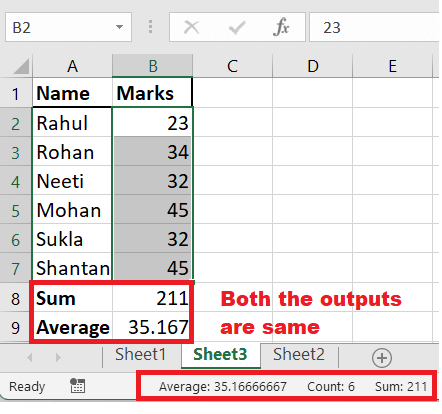 B2 fx 23
A B C D E
1 Name Marks
2 Rahul 23
3 Rohan 34
4 Neeti 32
5 Mohan 45
6 Sukla 32
7 Shantan 45
8 Sum 211
9 Average 35.167
Both the outputs
are same
Sheet1 Sheet3 Sheet2
Ready Average: 35.16666667 Count: 6 Sum: 211